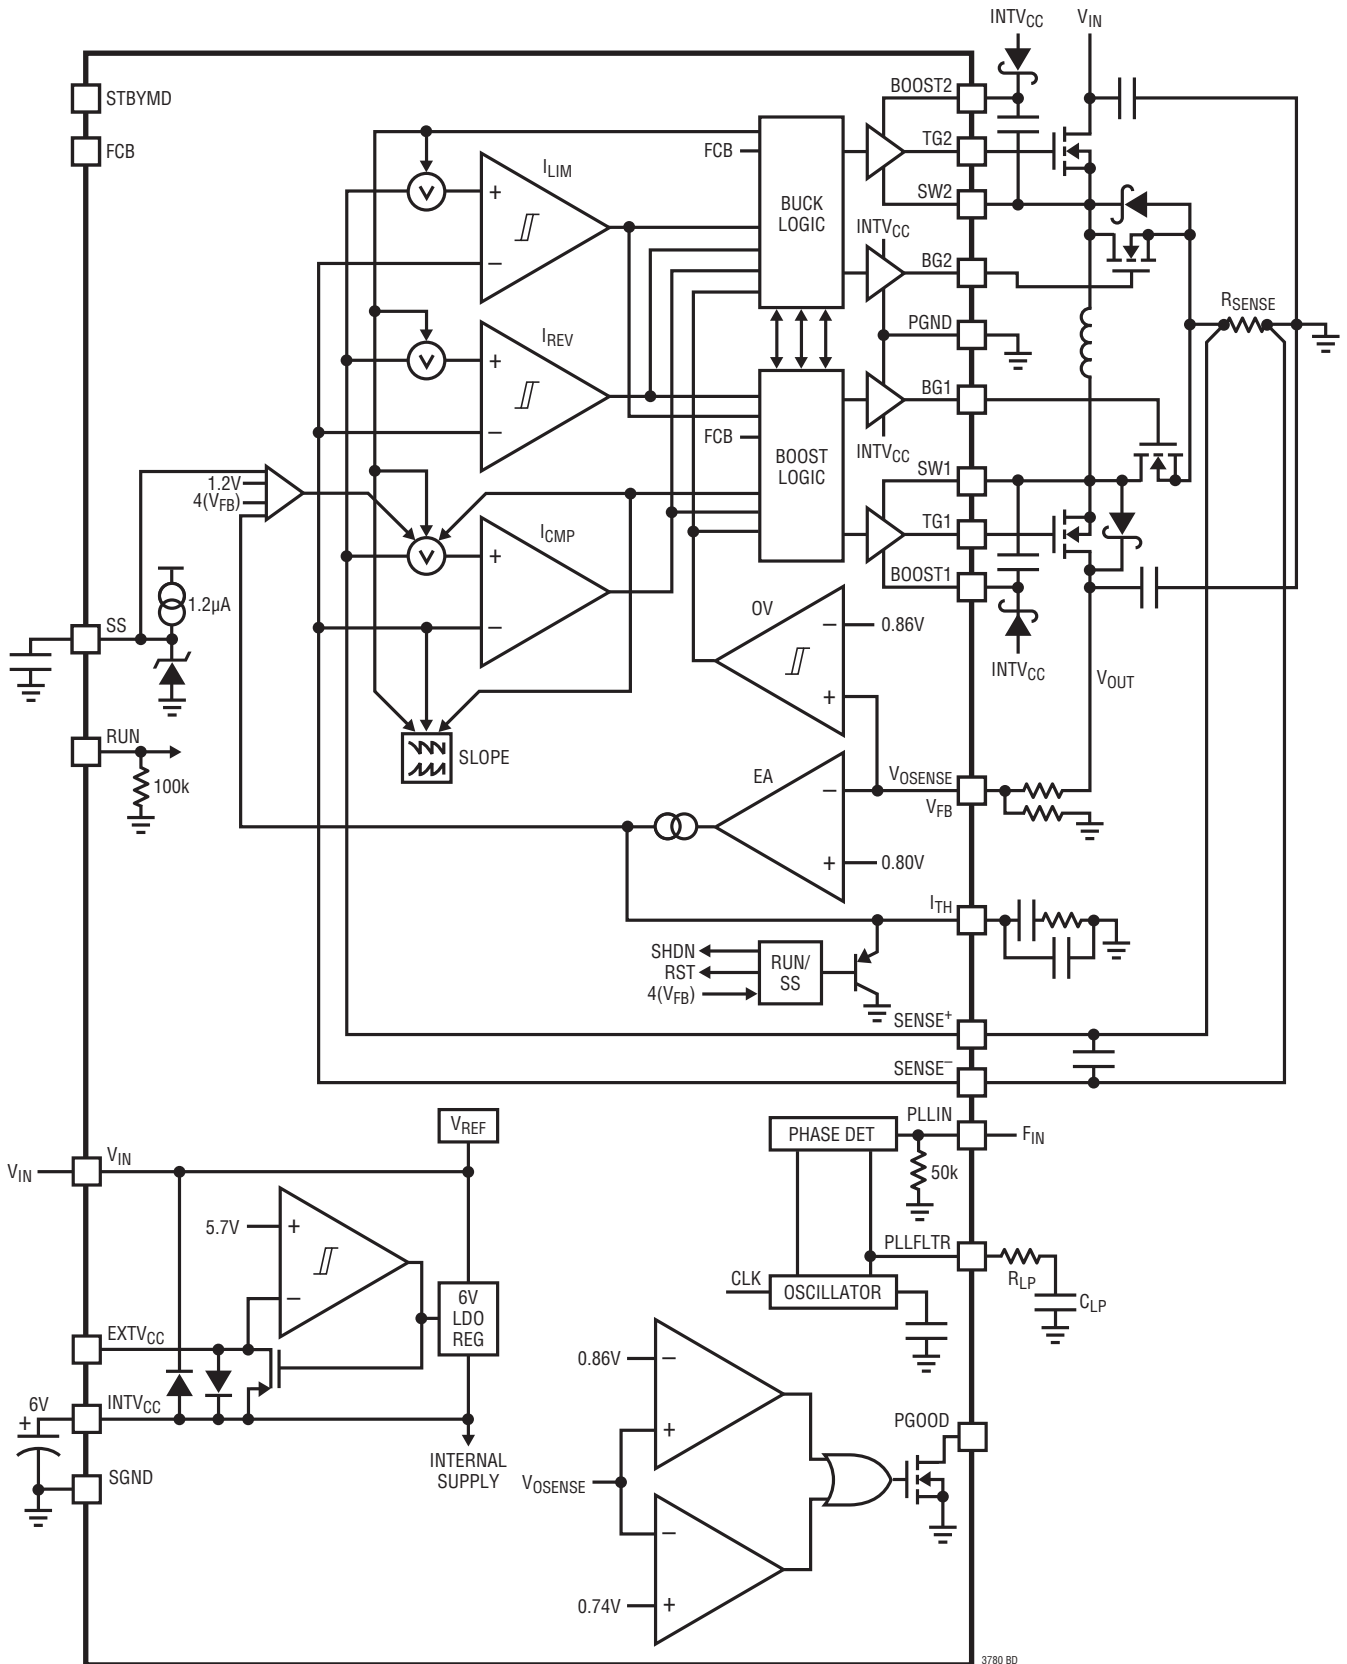 INTVCC
VIN
STBYMD
FCB
BOOST2
TG2
SW2
FCB
BUCK
LOGIC
ILIM
+
−
INTVCC
BG2
RSENSE
PGND
IREV
+
−
BG1
INTVCC
FCB
BOOST
LOGIC
SW1
1.2V
4(VFB)
ICMP
+
−
TG1
BOOST1
1.2µA
SS
OV
−
0.86V
+
INTVCC
VOUT
RUN
100k
SLOPE
EA
−
VOSENSE
VFB
+
0.80V
ITH
SHDN
RST
4(VFB)
RUN/
SS
SENSE+
SENSE−
PLLIN
FIN
PHASE DET
50k
VREF
VIN
VIN
5.7V
+
−
PLLFLTR
RLP
CLP
CLK
OSCILLATOR
6V
LDO
REG
EXTVCC
6V
+
INTVCC
SGND
INTERNAL
SUPPLY
0.86V
−
+
VOSENSE
−
0.74V
+
PGOOD
3780 BD